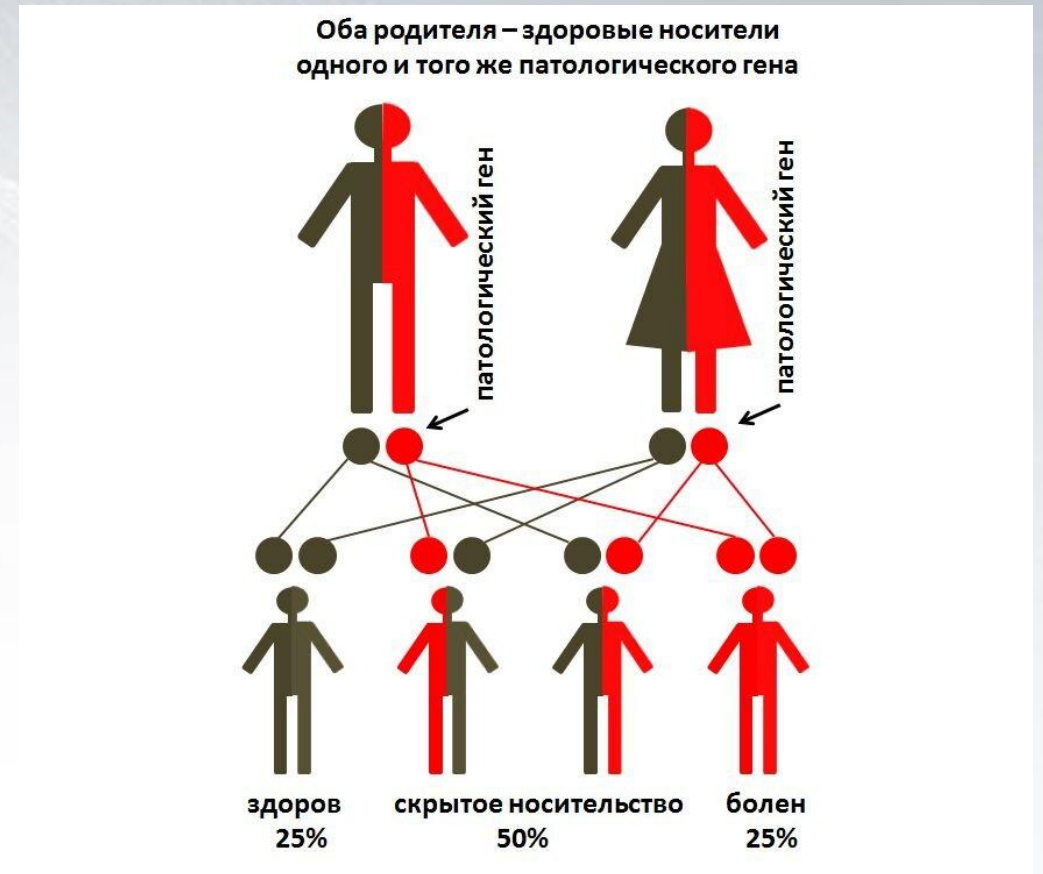 Оба родителя – здоровые носители
одного и того же патологического гена
патологический ген
патологический ген
здоров
25%
скрытое носительство
50%
болен
25%